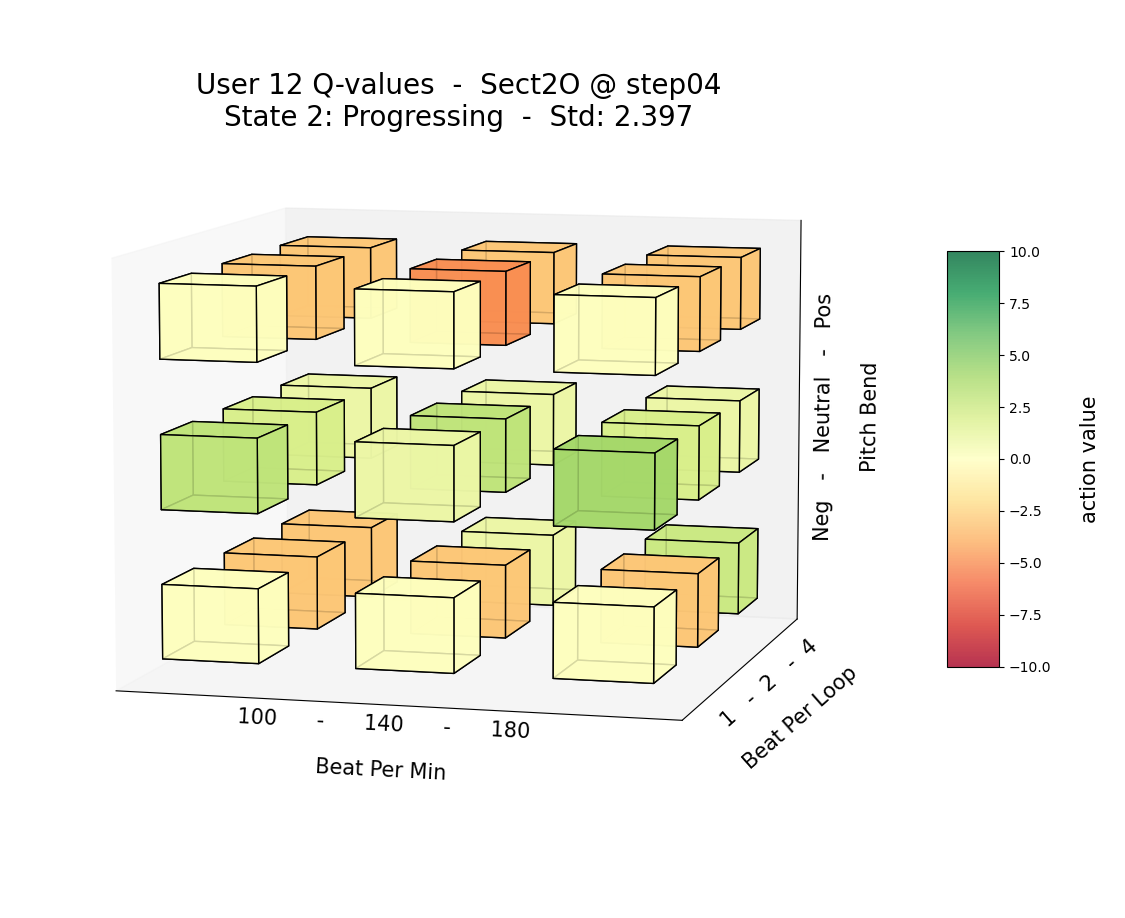 User 12 Q-values  -  Sect2O @ step04
State 2: Progressing  -  Std: 2.397
Neg  -  Neutral  -  Pos
Pitch Bend
1  -  2  -  4
Beat Per Loop
100  -  140  -  180
Beat Per Min
10.0
7.5
5.0
2.5
0.0
−2.5
−5.0
−7.5
−10.0
action value